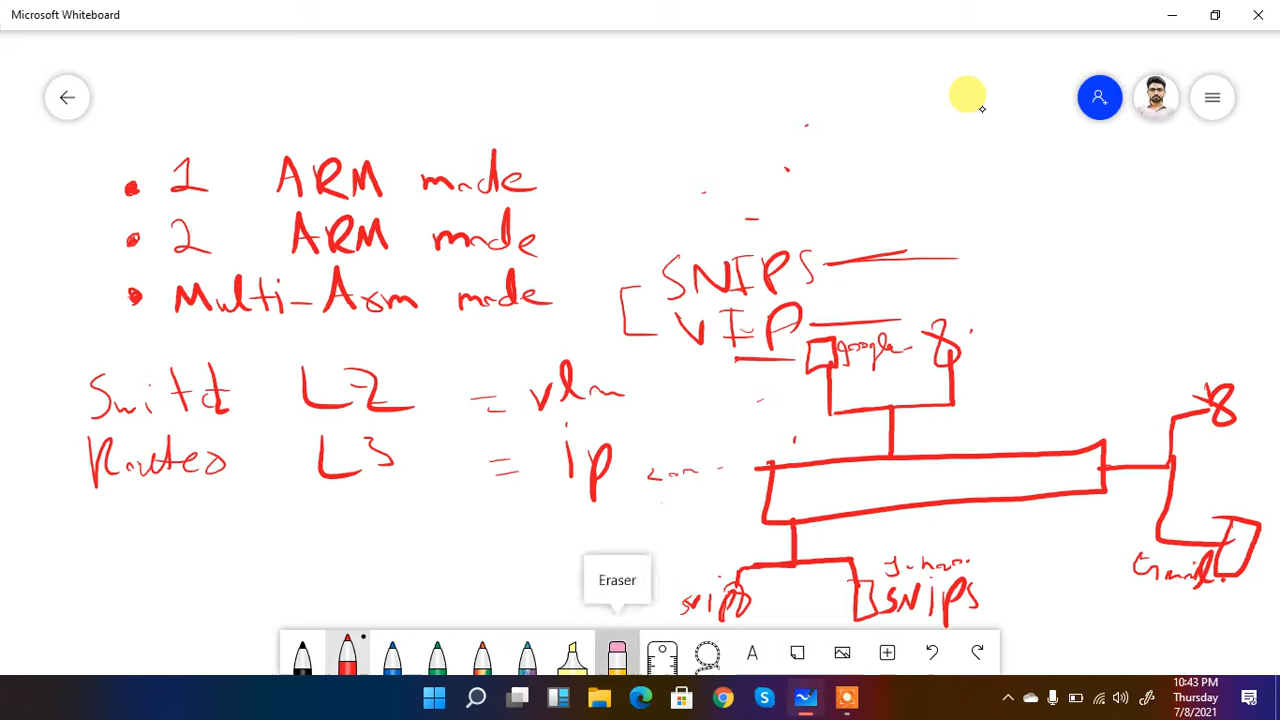 Microsoft Whiteboard
• 1 ARM mode
• 2 ARM mode
• Multi-Arm mode
SNIPS
VIP
google
Switch L2 = vlan
Router L3 = ip
Gmail
snip
SNIPS
Eraser
A
10:43 PM
Thursday
7/8/2021